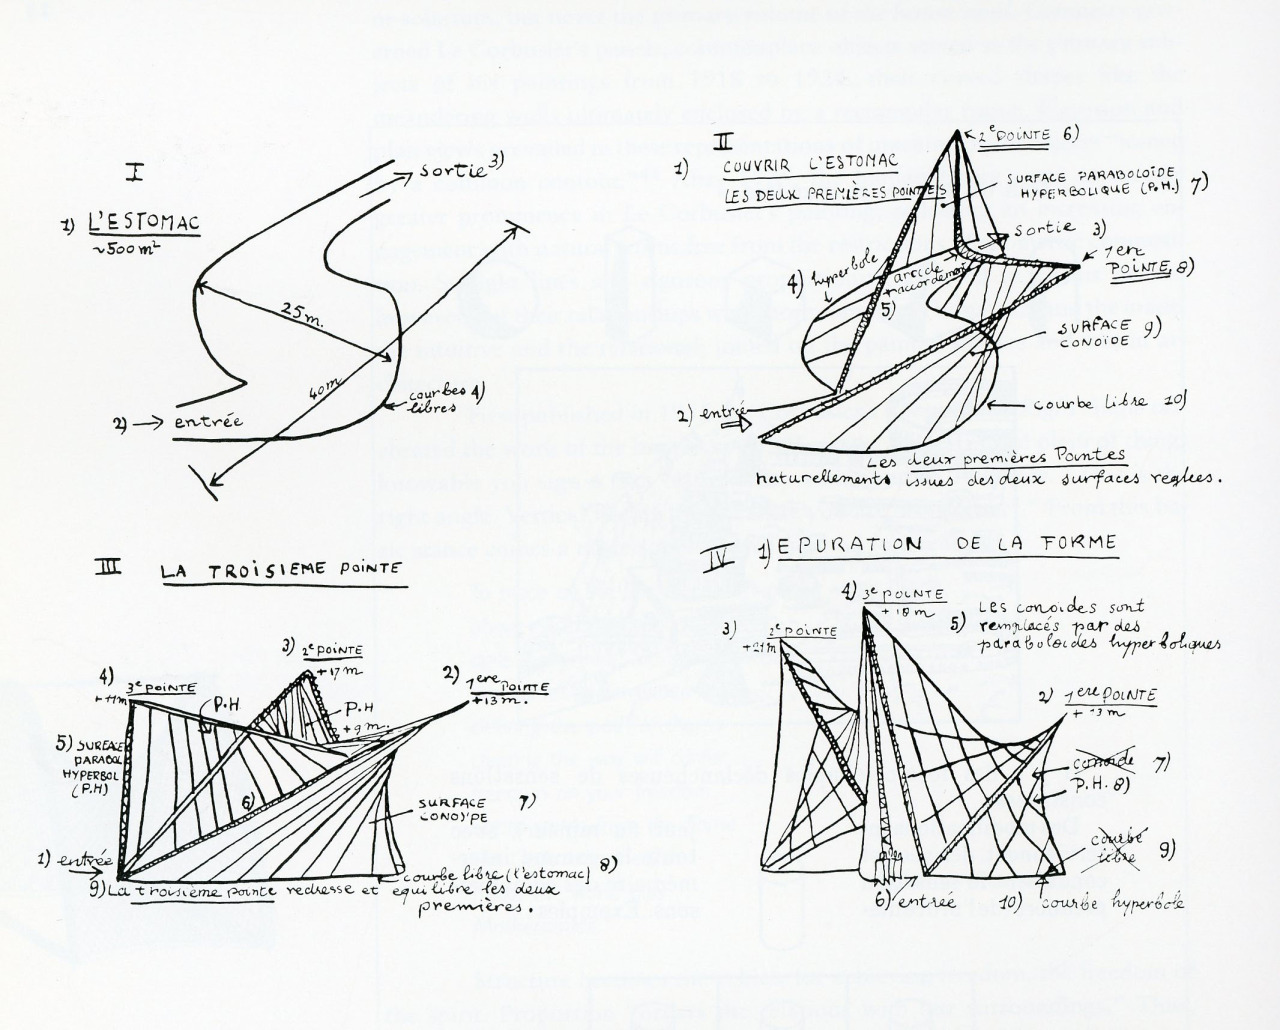 I
1) L'ESTOMAC
~500 m²
sortie 3)
25 m.
40 m
courbes 4)
libres
2) → entrée
II
1) COUVRIR L'ESTOMAC
LES DEUX PREMIÈRES POINTES
2e POINTE 6)
SURFACE PARABOLOÏDE
HYPERBOLIQUE (P.H.) 7)
sortie 3)
1ere
POINTE 8)
4) hyperbole
arc de
raccordement
5)
SURFACE 9)
CONOIDE
2) entrée
courbe libre 10)
Les deux premières Pointes
naturellements issues des deux surfaces reglées.
III LA TROISIEME POINTE
3) 2e POINTE
+17 m
4) 3e POINTE
+11 m
2) 1ere POINTE
+13 m.
P.H
P.H
+9 m.
5) SURFACE
PARABOL
HYPERBOL
(P.H)
6)
SURFACE 7)
CONOÏDE
1) entrée
courbe libre (l'estomac) 8)
9) La troisième pointe redresse et equilibre les deux
premières.
IV 1) EPURATION DE LA FORME
4) 3e POINTE
+18 m
3) 2e POINTE
+21 m
5) Les conoides sont
remplacés par des
paraboloides hyperboliques
2) 1ere POINTE
+13 m
conoide 7)
P.H. 8)
courbe
libre 9)
6) entrée
10) courbe hyperbole